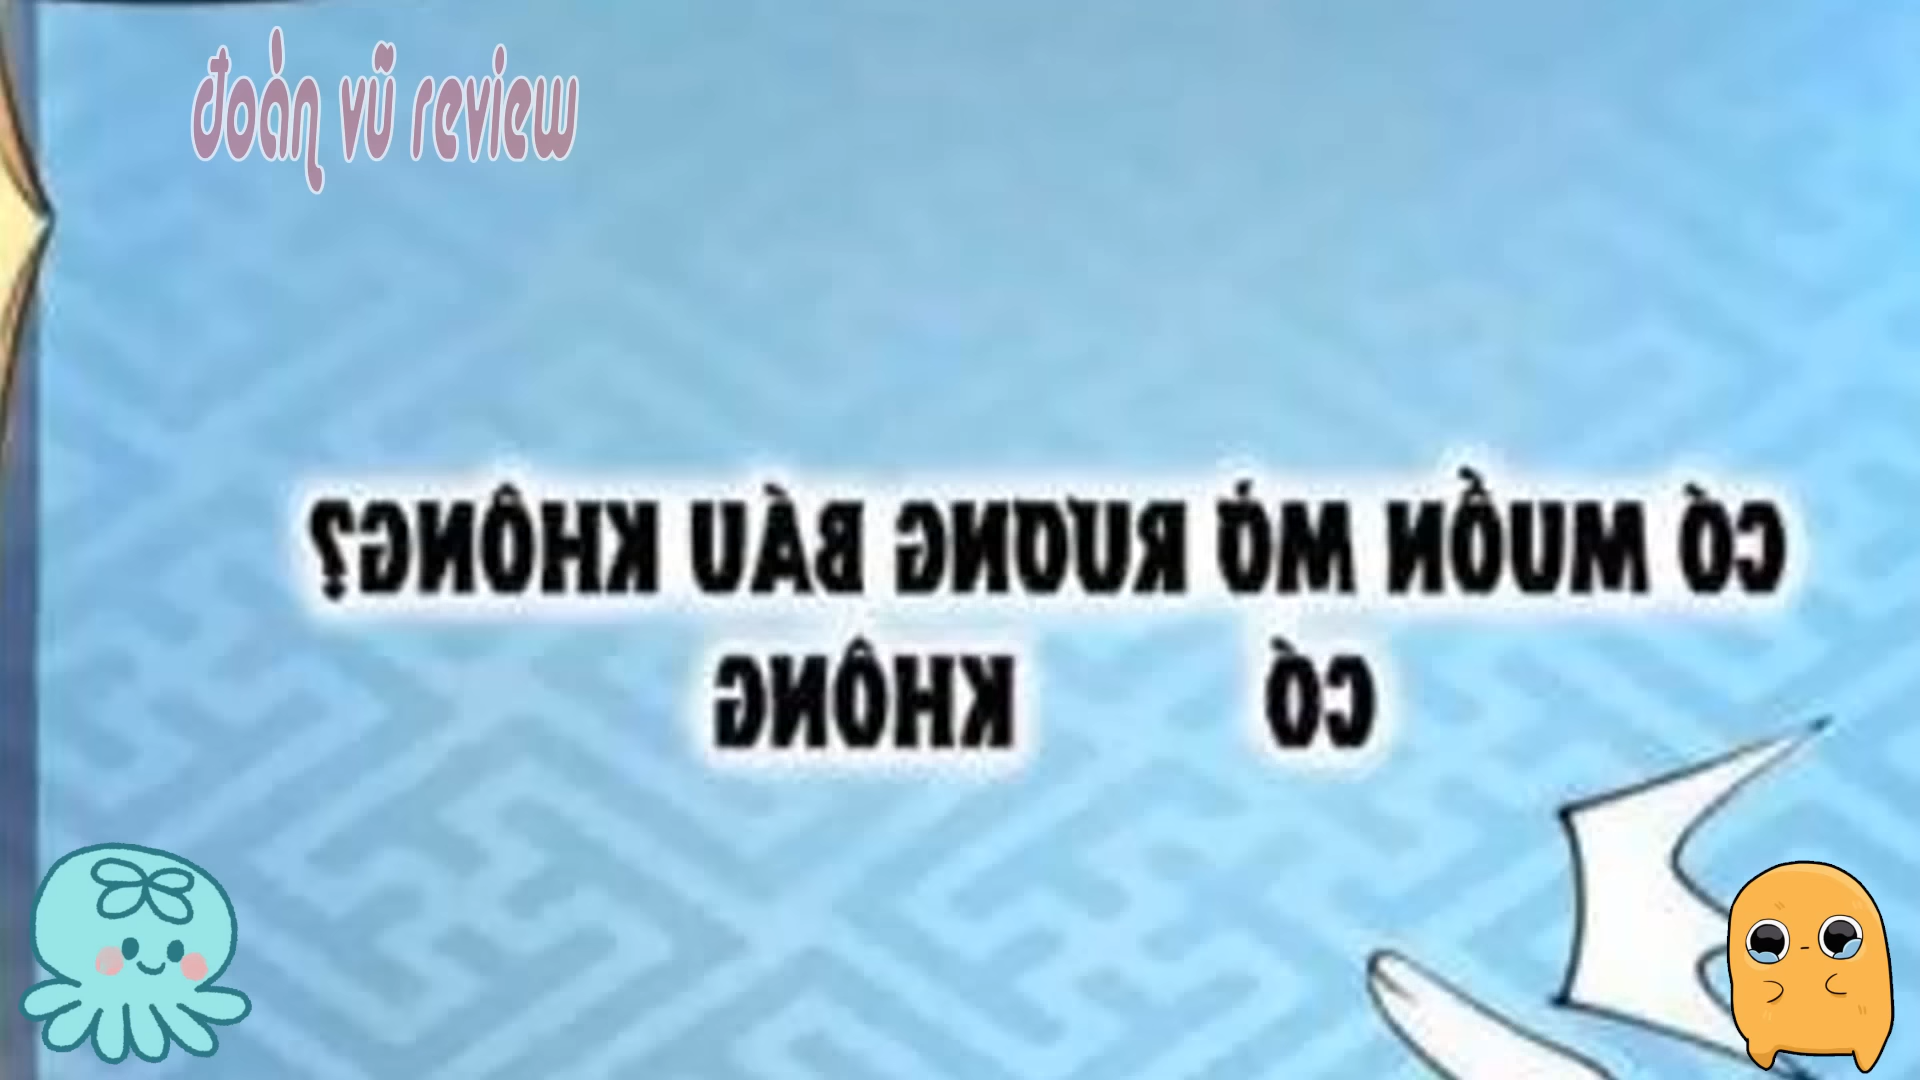 đoản vũ review
CÓ MUỐN MỞ RƯƠNG BÁU KHÔNG?
CÓ KHÔNG